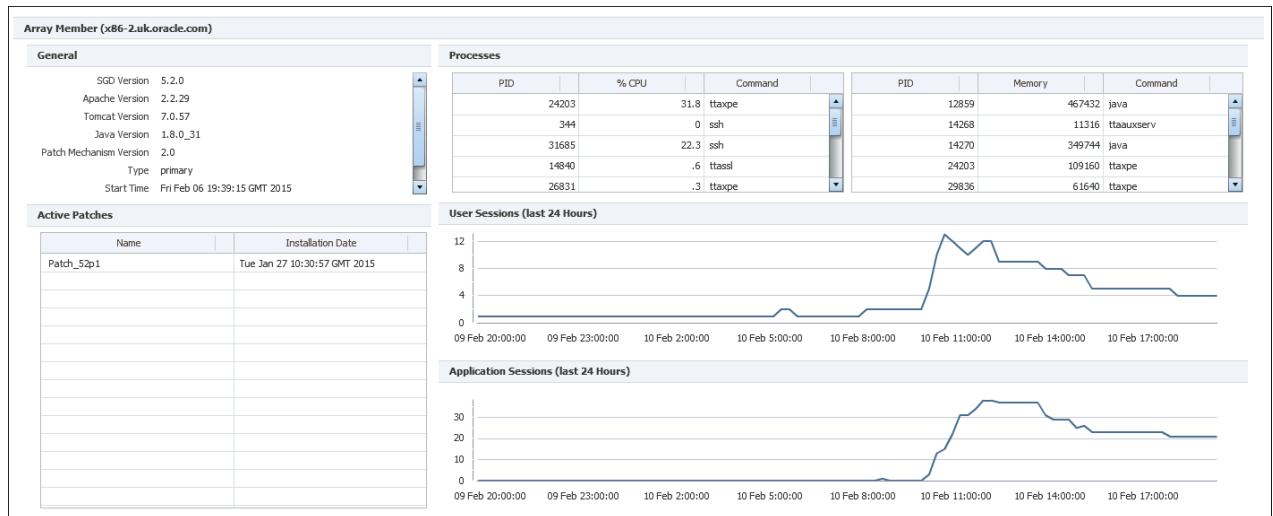 Array Member (x86-2.uk.oracle.com)
General
SGD Version 5.2.0
Apache Version 2.2.29
Tomcat Version 7.0.57
Java Version 1.8.0_31
Patch Mechanism Version 2.0
Type primary
Start Time Fri Feb 06 19:39:15 GMT 2015
Active Patches
Name Installation Date
Patch_52p1 Tue Jan 27 10:30:57 GMT 2015
Processes
PID % CPU Command
24203 31.8 ttaxpe
344 0 ssh
31685 22.3 ssh
14840 .6 ttassl
26831 .3 ttaxpe
PID Memory Command
12859 467432 java
14268 11316 ttaauxserv
14270 349744 java
24203 109160 ttaxpe
29836 61640 ttaxpe
User Sessions (last 24 Hours)
12
8
4
0
09 Feb 20:00:00 09 Feb 23:00:00 10 Feb 2:00:00 10 Feb 5:00:00 10 Feb 8:00:00 10 Feb 11:00:00 10 Feb 14:00:00 10 Feb 17:00:00
Application Sessions (last 24 Hours)
30
20
10
0
09 Feb 20:00:00 09 Feb 23:00:00 10 Feb 2:00:00 10 Feb 5:00:00 10 Feb 8:00:00 10 Feb 11:00:00 10 Feb 14:00:00 10 Feb 17:00:00